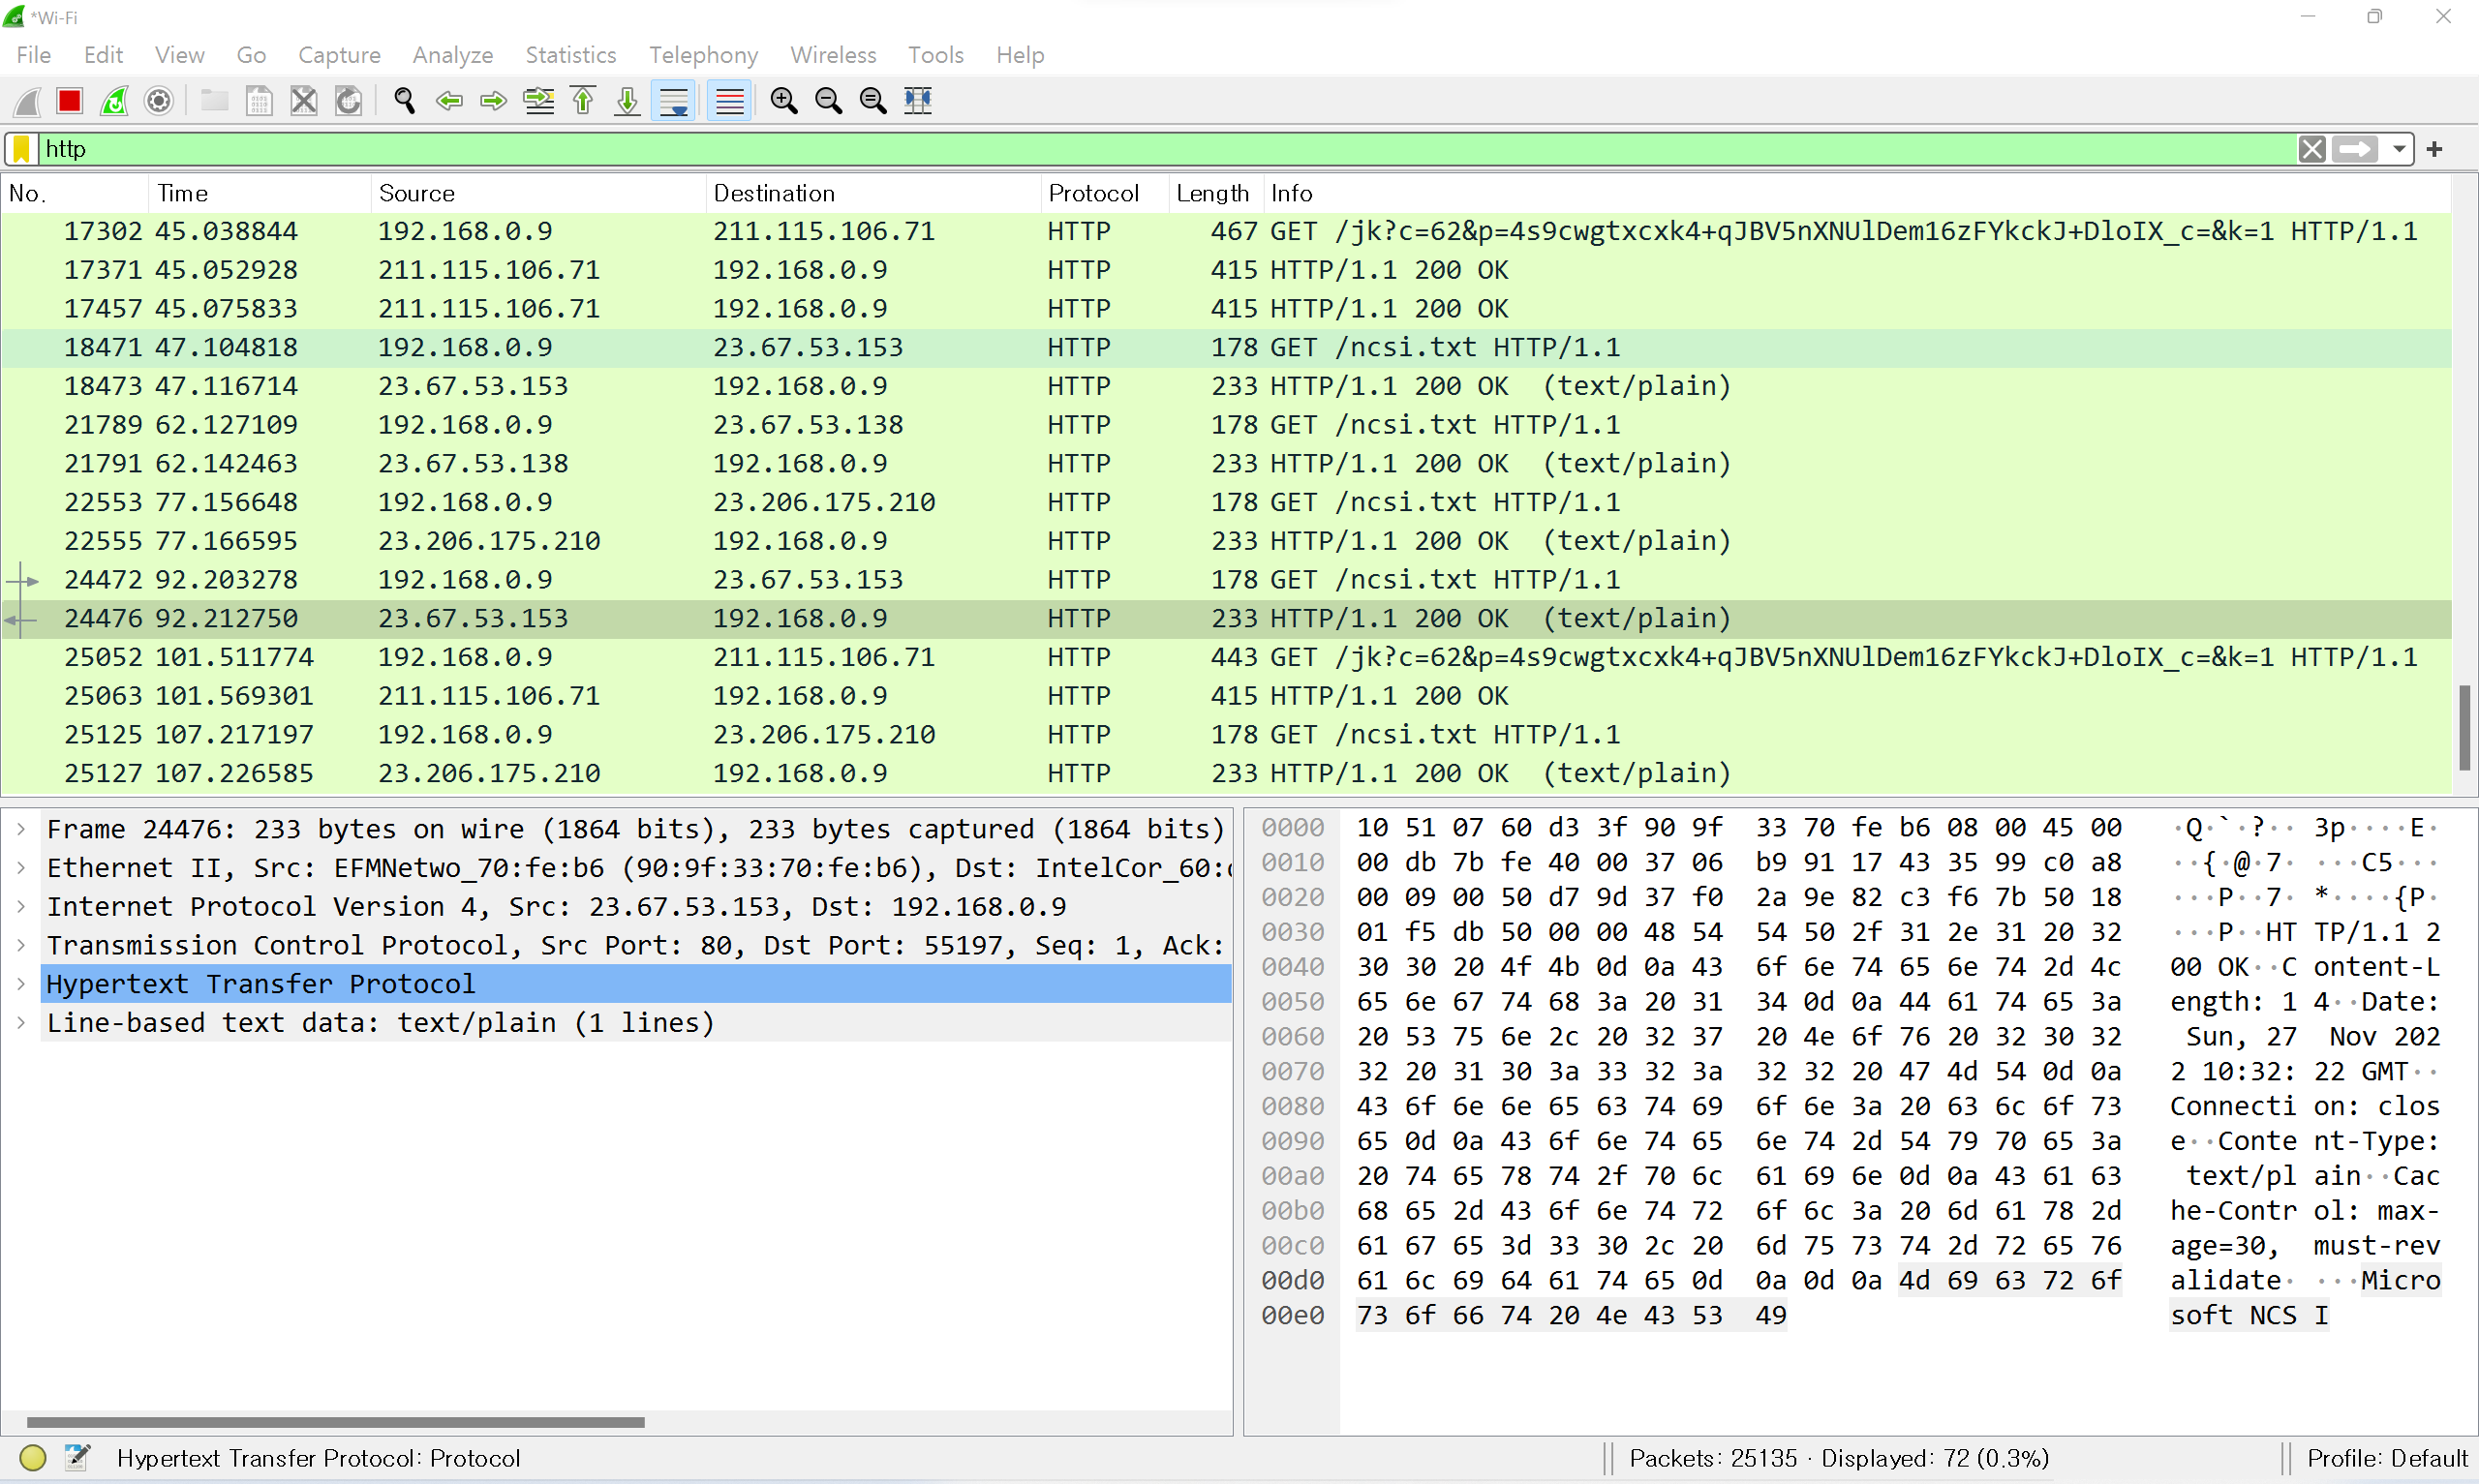 *Wi-Fi
File Edit View Go Capture Analyze Statistics Telephony Wireless Tools Help
http
No. Time Source Destination Protocol Length Info
17302 45.038844 192.168.0.9 211.115.106.71 HTTP 467 GET /jk?c=62&p=4s9cwgtxcxk4+qJBV5nXNUlDem16zFYkckJ+DloIX_c=&k=1 HTTP/1.1
17371 45.052928 211.115.106.71 192.168.0.9 HTTP 415 HTTP/1.1 200 OK
17457 45.075833 211.115.106.71 192.168.0.9 HTTP 415 HTTP/1.1 200 OK
18471 47.104818 192.168.0.9 23.67.53.153 HTTP 178 GET /ncsi.txt HTTP/1.1
18473 47.116714 23.67.53.153 192.168.0.9 HTTP 233 HTTP/1.1 200 OK (text/plain)
21789 62.127109 192.168.0.9 23.67.53.138 HTTP 178 GET /ncsi.txt HTTP/1.1
21791 62.142463 23.67.53.138 192.168.0.9 HTTP 233 HTTP/1.1 200 OK (text/plain)
22553 77.156648 192.168.0.9 23.206.175.210 HTTP 178 GET /ncsi.txt HTTP/1.1
22555 77.166595 23.206.175.210 192.168.0.9 HTTP 233 HTTP/1.1 200 OK (text/plain)
24472 92.203278 192.168.0.9 23.67.53.153 HTTP 178 GET /ncsi.txt HTTP/1.1
24476 92.212750 23.67.53.153 192.168.0.9 HTTP 233 HTTP/1.1 200 OK (text/plain)
25052 101.511774 192.168.0.9 211.115.106.71 HTTP 443 GET /jk?c=62&p=4s9cwgtxcxk4+qJBV5nXNUlDem16zFYkckJ+DloIX_c=&k=1 HTTP/1.1
25063 101.569301 211.115.106.71 192.168.0.9 HTTP 415 HTTP/1.1 200 OK
25125 107.217197 192.168.0.9 23.206.175.210 HTTP 178 GET /ncsi.txt HTTP/1.1
25127 107.226585 23.206.175.210 192.168.0.9 HTTP 233 HTTP/1.1 200 OK (text/plain)
Frame 24476: 233 bytes on wire (1864 bits), 233 bytes captured (1864 bits)
Ethernet II, Src: EFMNetwo_70:fe:b6 (90:9f:33:70:fe:b6), Dst: IntelCor_60:
Internet Protocol Version 4, Src: 23.67.53.153, Dst: 192.168.0.9
Transmission Control Protocol, Src Port: 80, Dst Port: 55197, Seq: 1, Ack:
Hypertext Transfer Protocol
Line-based text data: text/plain (1 lines)
0000 10 51 07 60 d3 3f 90 9f 33 70 fe b6 08 00 45 00 ·Q·`·?·· 3p····E·
0010 00 db 7b fe 40 00 37 06 b9 91 17 43 35 99 c0 a8 ··{·@·7· ···C5···
0020 00 09 00 50 d7 9d 37 f0 2a 9e 82 c3 f6 7b 50 18 ···P··7· *····{P·
0030 01 f5 db 50 00 00 48 54 54 50 2f 31 2e 31 20 32 ···P··HT TP/1.1 2
0040 30 30 20 4f 4b 0d 0a 43 6f 6e 74 65 6e 74 2d 4c 00 OK··C ontent-L
0050 65 6e 67 74 68 3a 20 31 34 0d 0a 44 61 74 65 3a ength: 1 4··Date:
0060 20 53 75 6e 2c 20 32 37 20 4e 6f 76 20 32 30 32 Sun, 27 Nov 202
0070 32 20 31 30 3a 33 32 3a 32 32 20 47 4d 54 0d 0a 2 10:32: 22 GMT··
0080 43 6f 6e 6e 65 63 74 69 6f 6e 3a 20 63 6c 6f 73 Connecti on: clos
0090 65 0d 0a 43 6f 6e 74 65 6e 74 2d 54 79 70 65 3a e··Conte nt-Type:
00a0 20 74 65 78 74 2f 70 6c 61 69 6e 0d 0a 43 61 63 text/pl ain··Cac
00b0 68 65 2d 43 6f 6e 74 72 6f 6c 3a 20 6d 61 78 2d he-Contr ol: max-
00c0 61 67 65 3d 33 30 2c 20 6d 75 73 74 2d 72 65 76 age=30, must-rev
00d0 61 6c 69 64 61 74 65 0d 0a 0d 0a 4d 69 63 72 6f alidate· ···Micro
00e0 73 6f 66 74 20 4e 43 53 49 soft NCS I
Hypertext Transfer Protocol: Protocol
Packets: 25135 · Displayed: 72 (0.3%)
Profile: Default